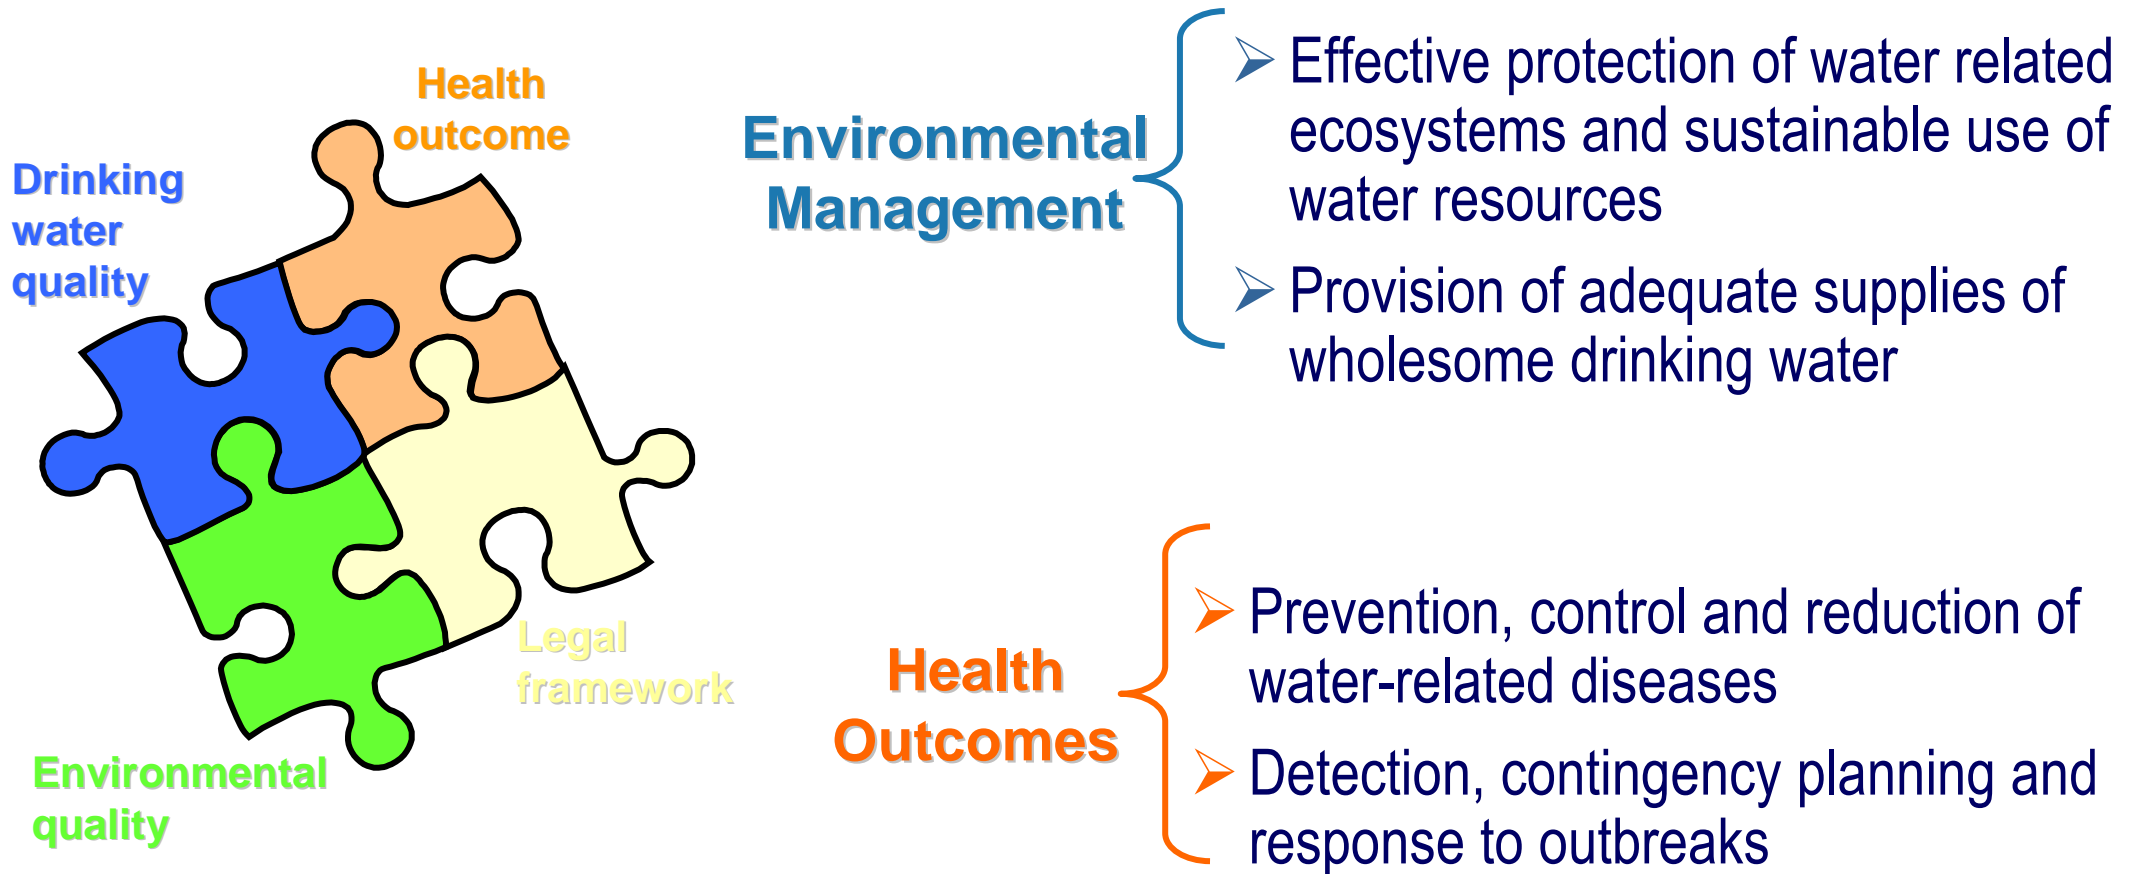 Health
outcome
Drinking
water
quality
Legal
framework
Environmental
quality
Environmental
Management
Effective protection of water related
ecosystems and sustainable use of
water resources
Provision of adequate supplies of
wholesome drinking water
Health
Outcomes
Prevention, control and reduction of
water-related diseases
Detection, contingency planning and
response to outbreaks